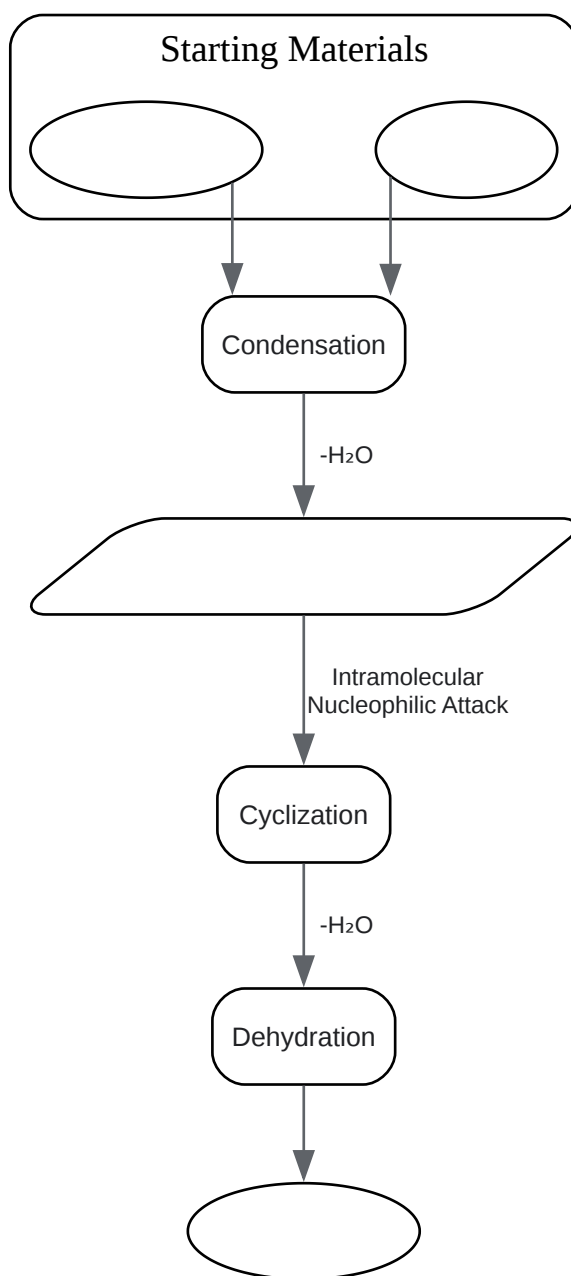 Starting Materials
Condensation
-H₂O
Intramolecular
Nucleophilic Attack
Cyclization
-H₂O
Dehydration